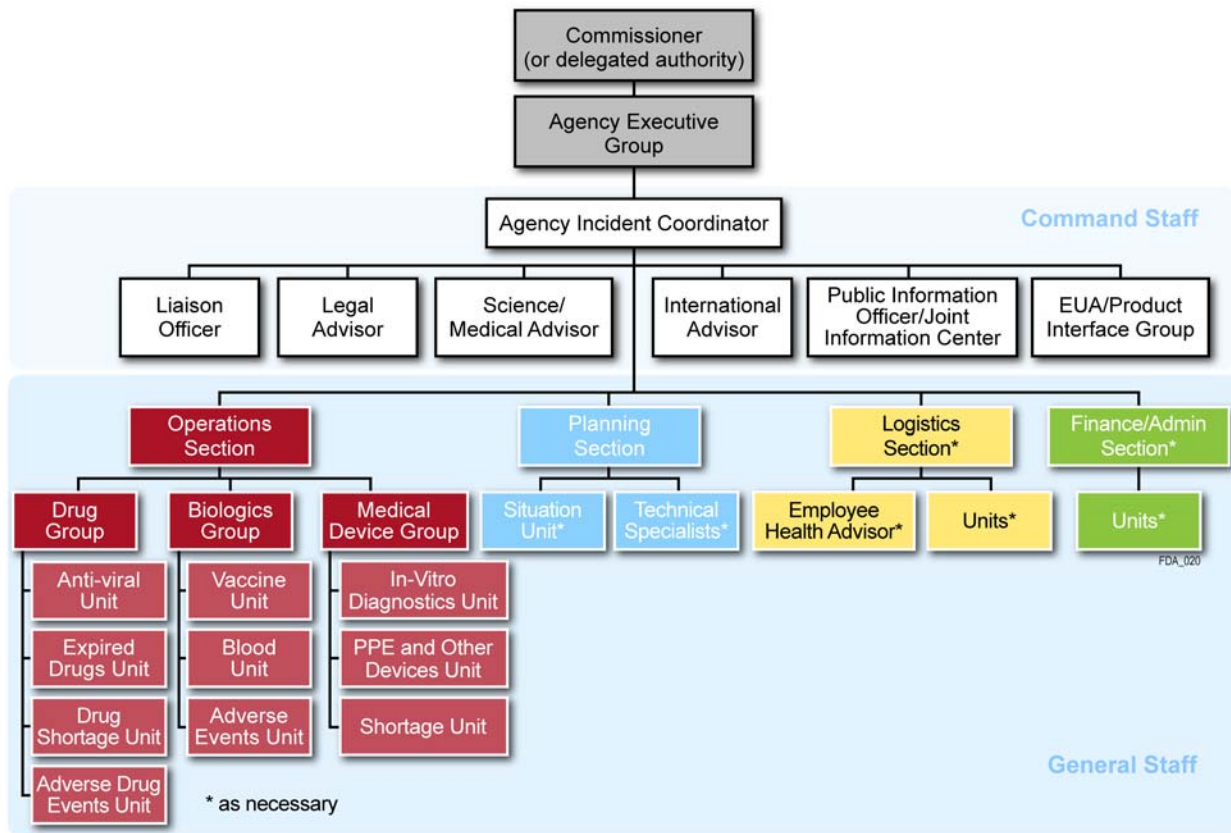 Commissioner
(or delegated authority)
Agency Executive
Group
Agency Incident Coordinator
Command Staff
Liaison
Officer
Legal
Advisor
Science/
Medical Advisor
International
Advisor
Public Information
Officer/Joint
Information Center
EUA/Product
Interface Group
Operations
Section
Planning
Section
Logistics
Section*
Finance/Admin
Section*
Drug
Group
Biologics
Group
Medical
Device Group
Situation
Unit*
Technical
Specialists*
Employee
Health Advisor*
Units*
Units*
FDA_020
Anti-viral
Unit
Vaccine
Unit
In-Vitro
Diagnostics Unit
Expired
Drugs Unit
Blood
Unit
PPE and Other
Devices Unit
Drug
Shortage Unit
Adverse
Events Unit
Shortage Unit
Adverse Drug
Events Unit
* as necessary
General Staff